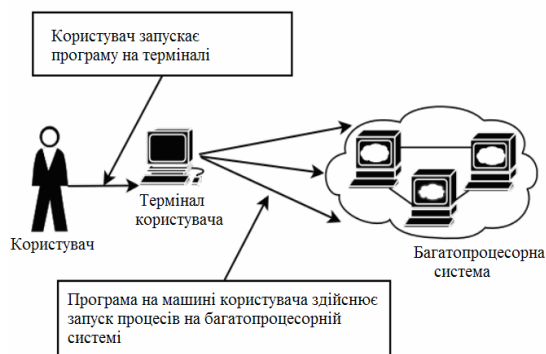 Користувач запускає
програму на терміналі
Термінал
користувача
Користувач
Багатопроцесорна
система
Програма на машині користувача здійснює
запуск процесів на багатопроцесорній
системі